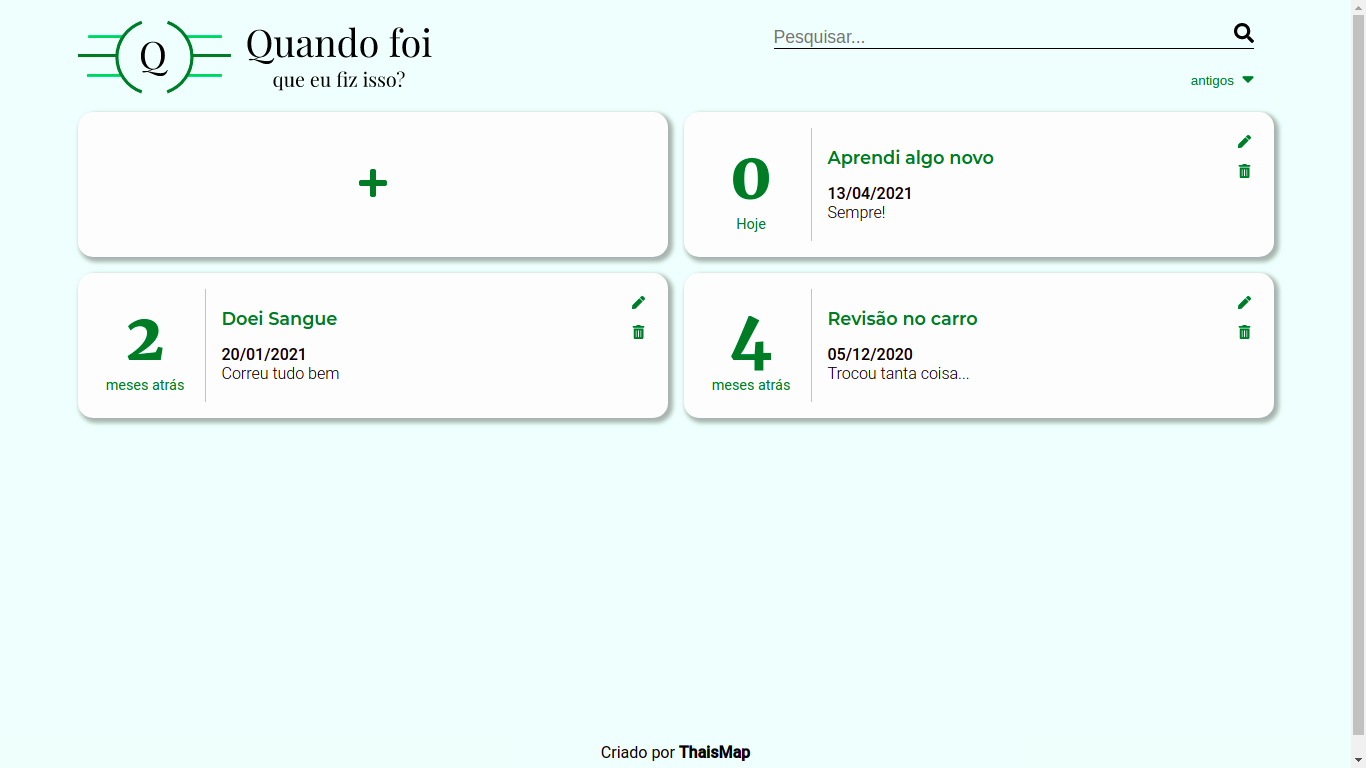 Q
Quando foi
que eu fiz isso?
Pesquisar...
antigos
0
Hoje
Aprendi algo novo
13/04/2021
Sempre!
2
meses atrás
Doei Sangue
20/01/2021
Correu tudo bem
4
meses atrás
Revisão no carro
05/12/2020
Trocou tanta coisa...
Criado por ThaisMap